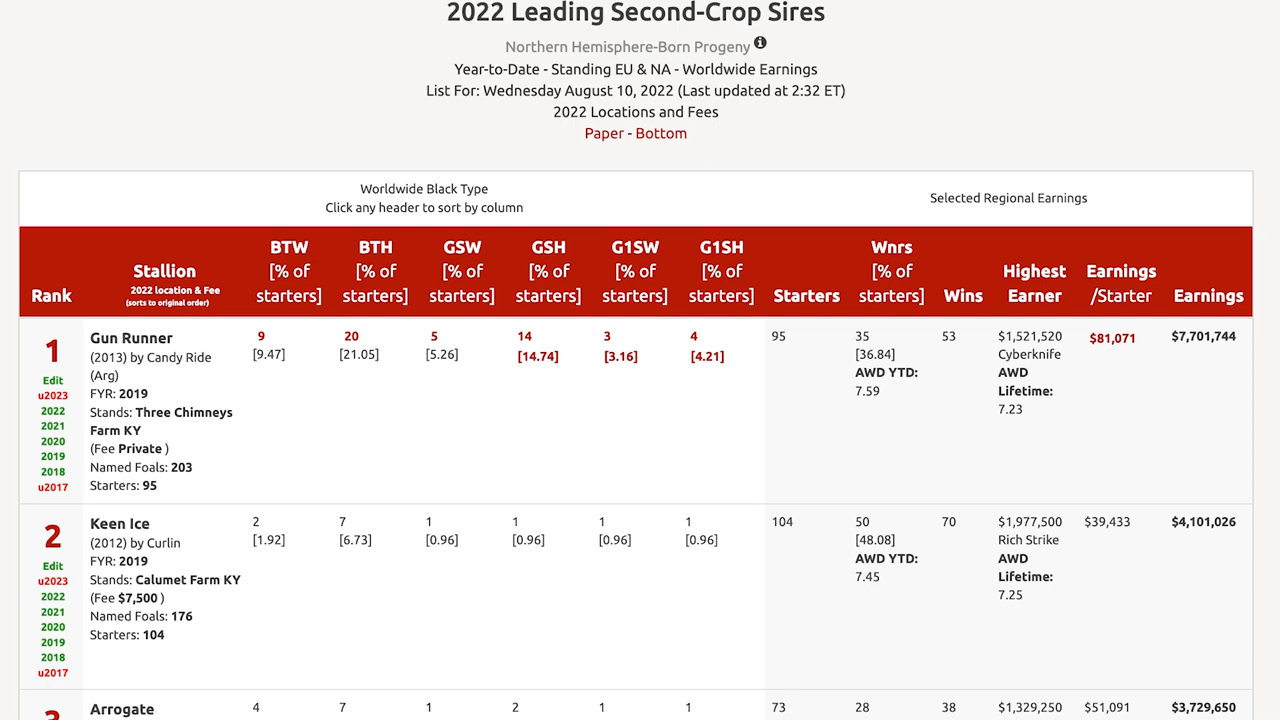 2022 Leading Second-Crop Sires
Northern Hemisphere-Born Progeny
Year-to-Date - Standing EU & NA - Worldwide Earnings
List For: Wednesday August 10, 2022 (Last updated at 2:32 ET)
2022 Locations and Fees
Paper - Bottom
Worldwide Black Type
Click any header to sort by column
Selected Regional Earnings
Rank
Stallion
2022 location & Fee
(sorts to original order)
BTW
[% of
starters]
BTH
[% of
starters]
GSW
[% of
starters]
GSH
[% of
starters]
G1SW
[% of
starters]
G1SH
[% of
starters]
Starters
Wnrs
[% of
starters]
Wins
Highest
Earner
Earnings
/Starter
Earnings
1
Edit
u2023
2022
2021
2020
2019
2018
u2017
Gun Runner
(2013) by Candy Ride
(Arg)
FYR: 2019
Stands: Three Chimneys
Farm KY
(Fee Private )
Named Foals: 203
Starters: 95
9
[9.47]
20
[21.05]
5
[5.26]
14
[14.74]
3
[3.16]
4
[4.21]
95
35
[36.84]
AWD YTD:
7.59
53
$1,521,520
Cyberknife
AWD
Lifetime:
7.23
$81,071
$7,701,744
2
Edit
u2023
2022
2021
2020
2019
2018
u2017
Keen Ice
(2012) by Curlin
FYR: 2019
Stands: Calumet Farm KY
(Fee $7,500 )
Named Foals: 176
Starters: 104
2
[1.92]
7
[6.73]
1
[0.96]
1
[0.96]
1
[0.96]
1
[0.96]
104
50
[48.08]
AWD YTD:
7.45
70
$1,977,500
Rich Strike
AWD
Lifetime:
7.25
$39,433
$4,101,026
3
Arrogate
4
7
1
2
1
1
73
28
38
$1,329,250
$51,091
$3,729,650